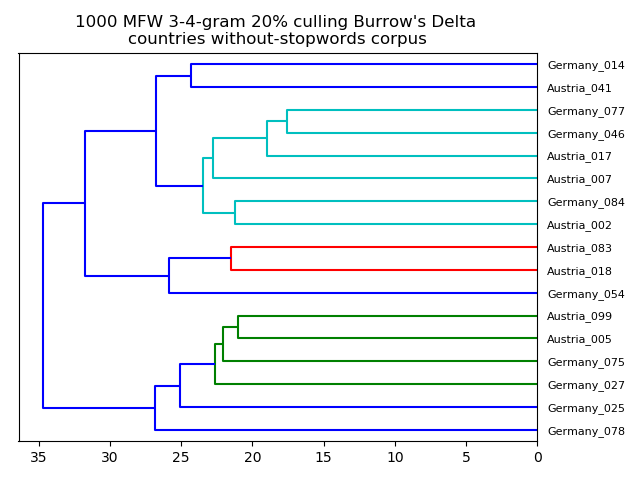 1000 MFW 3-4-gram 20% culling Burrow's Delta
countries without-stopwords corpus
Germany_014
Austria_041
Germany_077
Germany_046
Austria_017
Austria_007
Germany_084
Austria_002
Austria_083
Austria_018
Germany_054
Austria_099
Austria_005
Germany_075
Germany_027
Germany_025
Germany_078
35 30 25 20 15 10 5 0